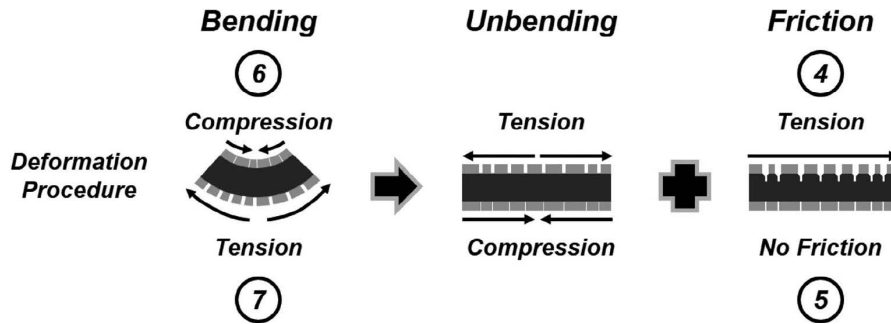 Bending Unbending Friction
6 4
Compression Tension Tension
Deformation
Procedure
Tension Compression No Friction
7 5